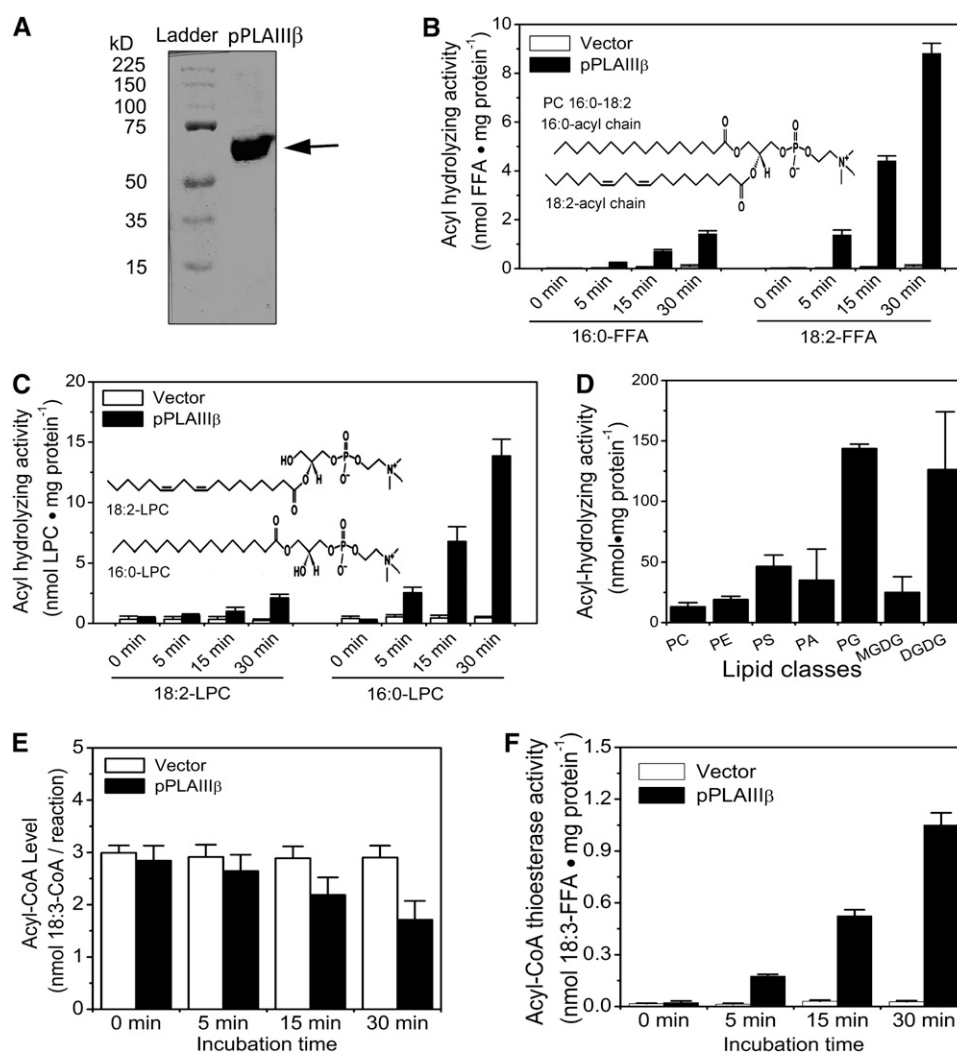 A
kD
Ladder pPLAIIIβ
225
150
100
75
50
35
15
B
Acyl hydrolyzing activity
(nmol FFA • mg protein⁻¹)
10
8
6
4
2
0
Vector
pPLAIIIβ
PC 16:0-18:2
16:0-acyl chain
O
O
O
H
O
O
P
O
O⁻
O
N⁺
18:2-acyl chain
0 min
5 min
15 min
30 min
0 min
5 min
15 min
30 min
16:0-FFA
18:2-FFA
C
Acyl hydrolyzing activity
(nmol LPC • mg protein⁻¹)
20
15
10
5
0
Vector
pPLAIIIβ
HO
O
H
O
O
P
O
O⁻
O
N⁺
18:2-LPC
O
O
HO
H
O
O
P
O
O⁻
N⁺
16:0-LPC
0 min
5 min
15 min
30 min
0 min
5 min
15 min
30 min
18:2-LPC
16:0-LPC
D
Acyl-hydrolyzing activity
(nmol•mg protein⁻¹)
200
150
100
50
0
PC
PE
PS
PA
PG
MGDG
DGDG
Lipid classes
E
Acyl-CoA Level
(nmol 18:3-CoA / reaction)
5
4
3
2
1
0
Vector
pPLAIIIβ
0 min
5 min
15 min
30 min
Incubation time
F
Acyl-CoA thioesterase activity
(nmol 18:3-FFA • mg protein⁻¹)
1.5
1.2
0.9
0.6
0.3
0.0
Vector
pPLAIIIβ
0 min
5 min
15 min
30 min
Incubation time